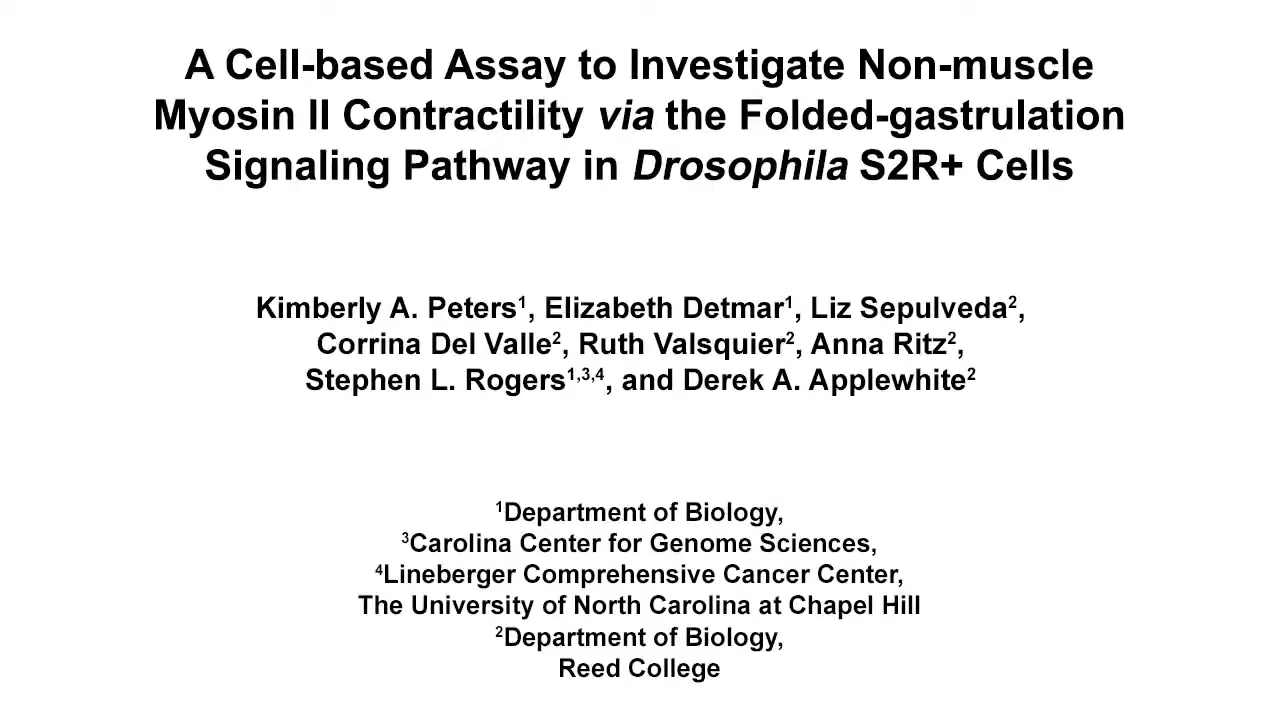 A Cell-based Assay to Investigate Non-muscle
Myosin II Contractility via the Folded-gastrulation
Signaling Pathway in Drosophila S2R+ Cells
Kimberly A. Peters¹, Elizabeth Detmar¹, Liz Sepulveda²,
Corrina Del Valle², Ruth Valsquier², Anna Ritz²,
Stephen L. Rogers¹,³,⁴, and Derek A. Applewhite²
¹Department of Biology,
³Carolina Center for Genome Sciences,
⁴Lineberger Comprehensive Cancer Center,
The University of North Carolina at Chapel Hill
²Department of Biology,
Reed College